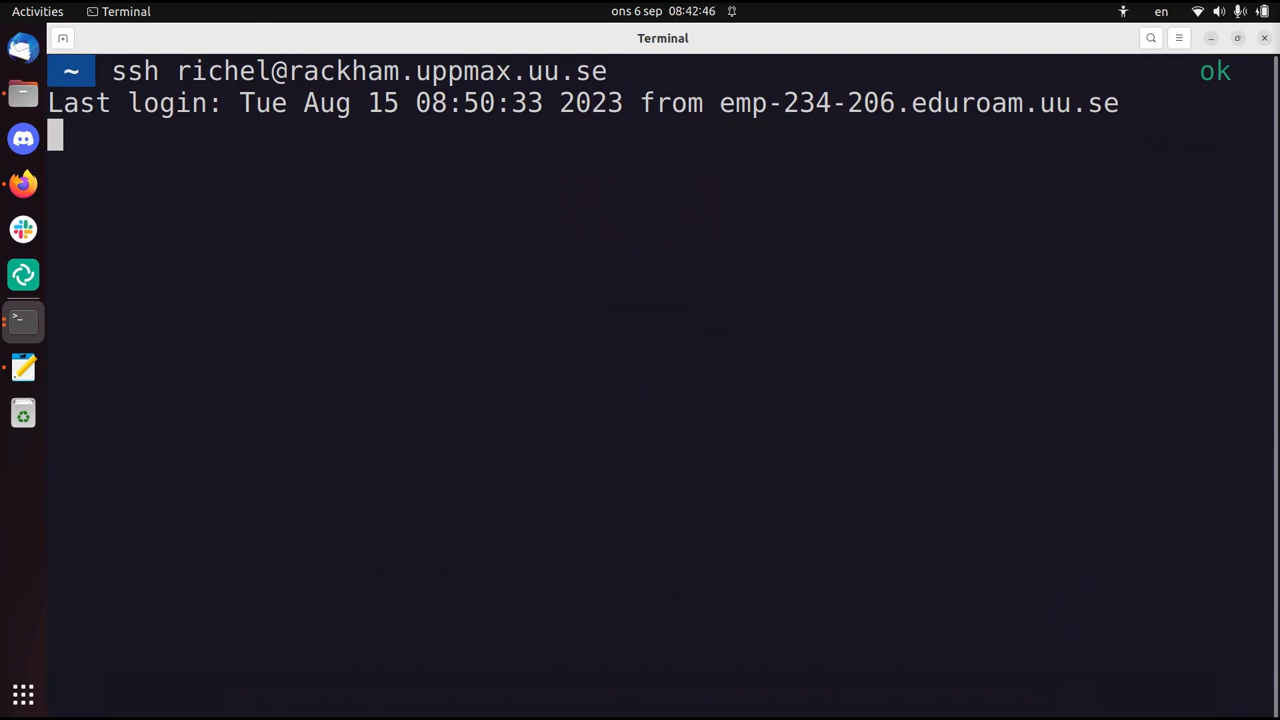 Activities
Terminal
ons 6 sep 08:42:46
en
Terminal
~ ssh richel@rackham.uppmax.uu.se ok
Last login: Tue Aug 15 08:50:33 2023 from emp-234-206.eduroam.uu.se